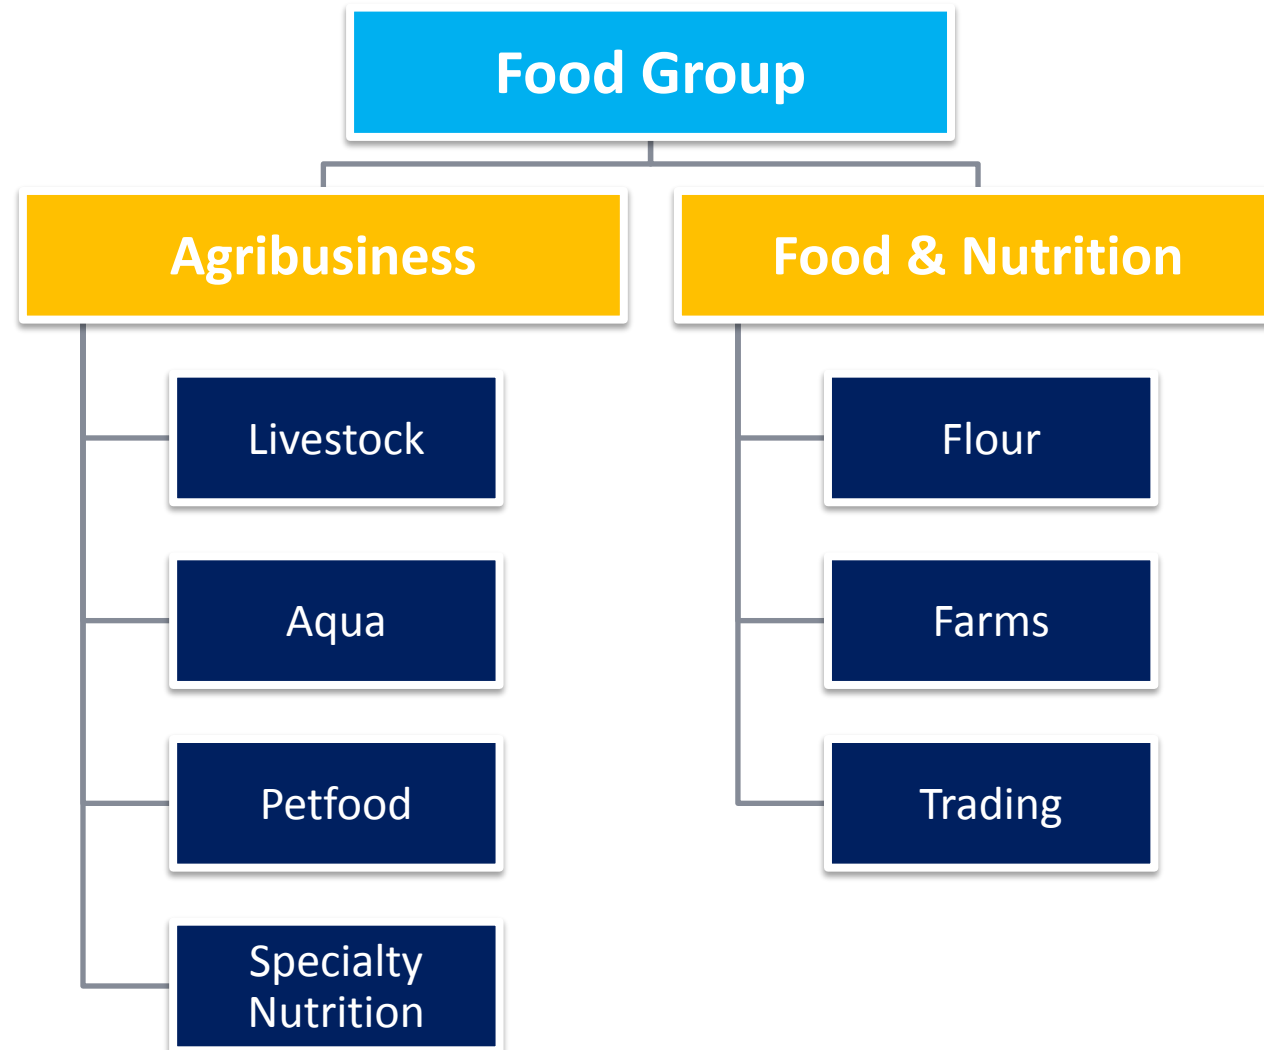 Food Group
Agribusiness
Food & Nutrition
Livestock
Flour
Aqua
Farms
Petfood
Trading
Specialty
Nutrition